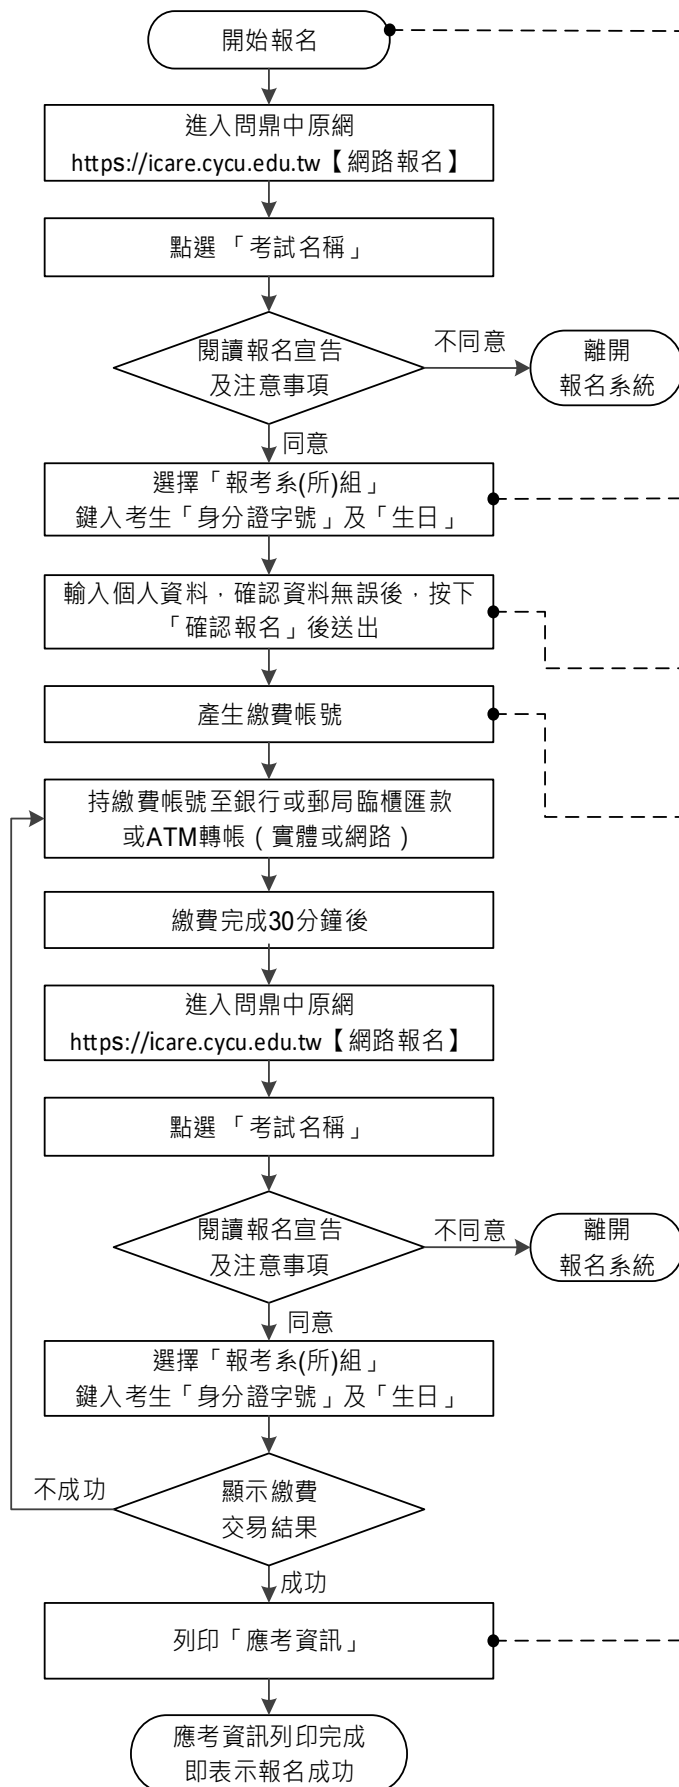 開始報名
進入問鼎中原網
https://icare.cycu.edu.tw【網路報名】
點選「考試名稱」
閱讀報名宣告
及注意事項
不同意
離開
報名系統
同意
選擇「報考系(所)組」
鍵入考生「身分證字號」及「生日」
輸入個人資料，確認資料無誤後，按下
「確認報名」後送出
產生繳費帳號
持繳費帳號至銀行或郵局臨櫃匯款
或ATM轉帳（實體或網路）
繳費完成30分鐘後
進入問鼎中原網
https://icare.cycu.edu.tw【網路報名】
點選「考試名稱」
閱讀報名宣告
及注意事項
不同意
離開
報名系統
同意
選擇「報考系(所)組」
鍵入考生「身分證字號」及「生日」
不成功
顯示繳費
交易結果
成功
列印「應考資訊」
應考資訊列印完成
即表示報名成功